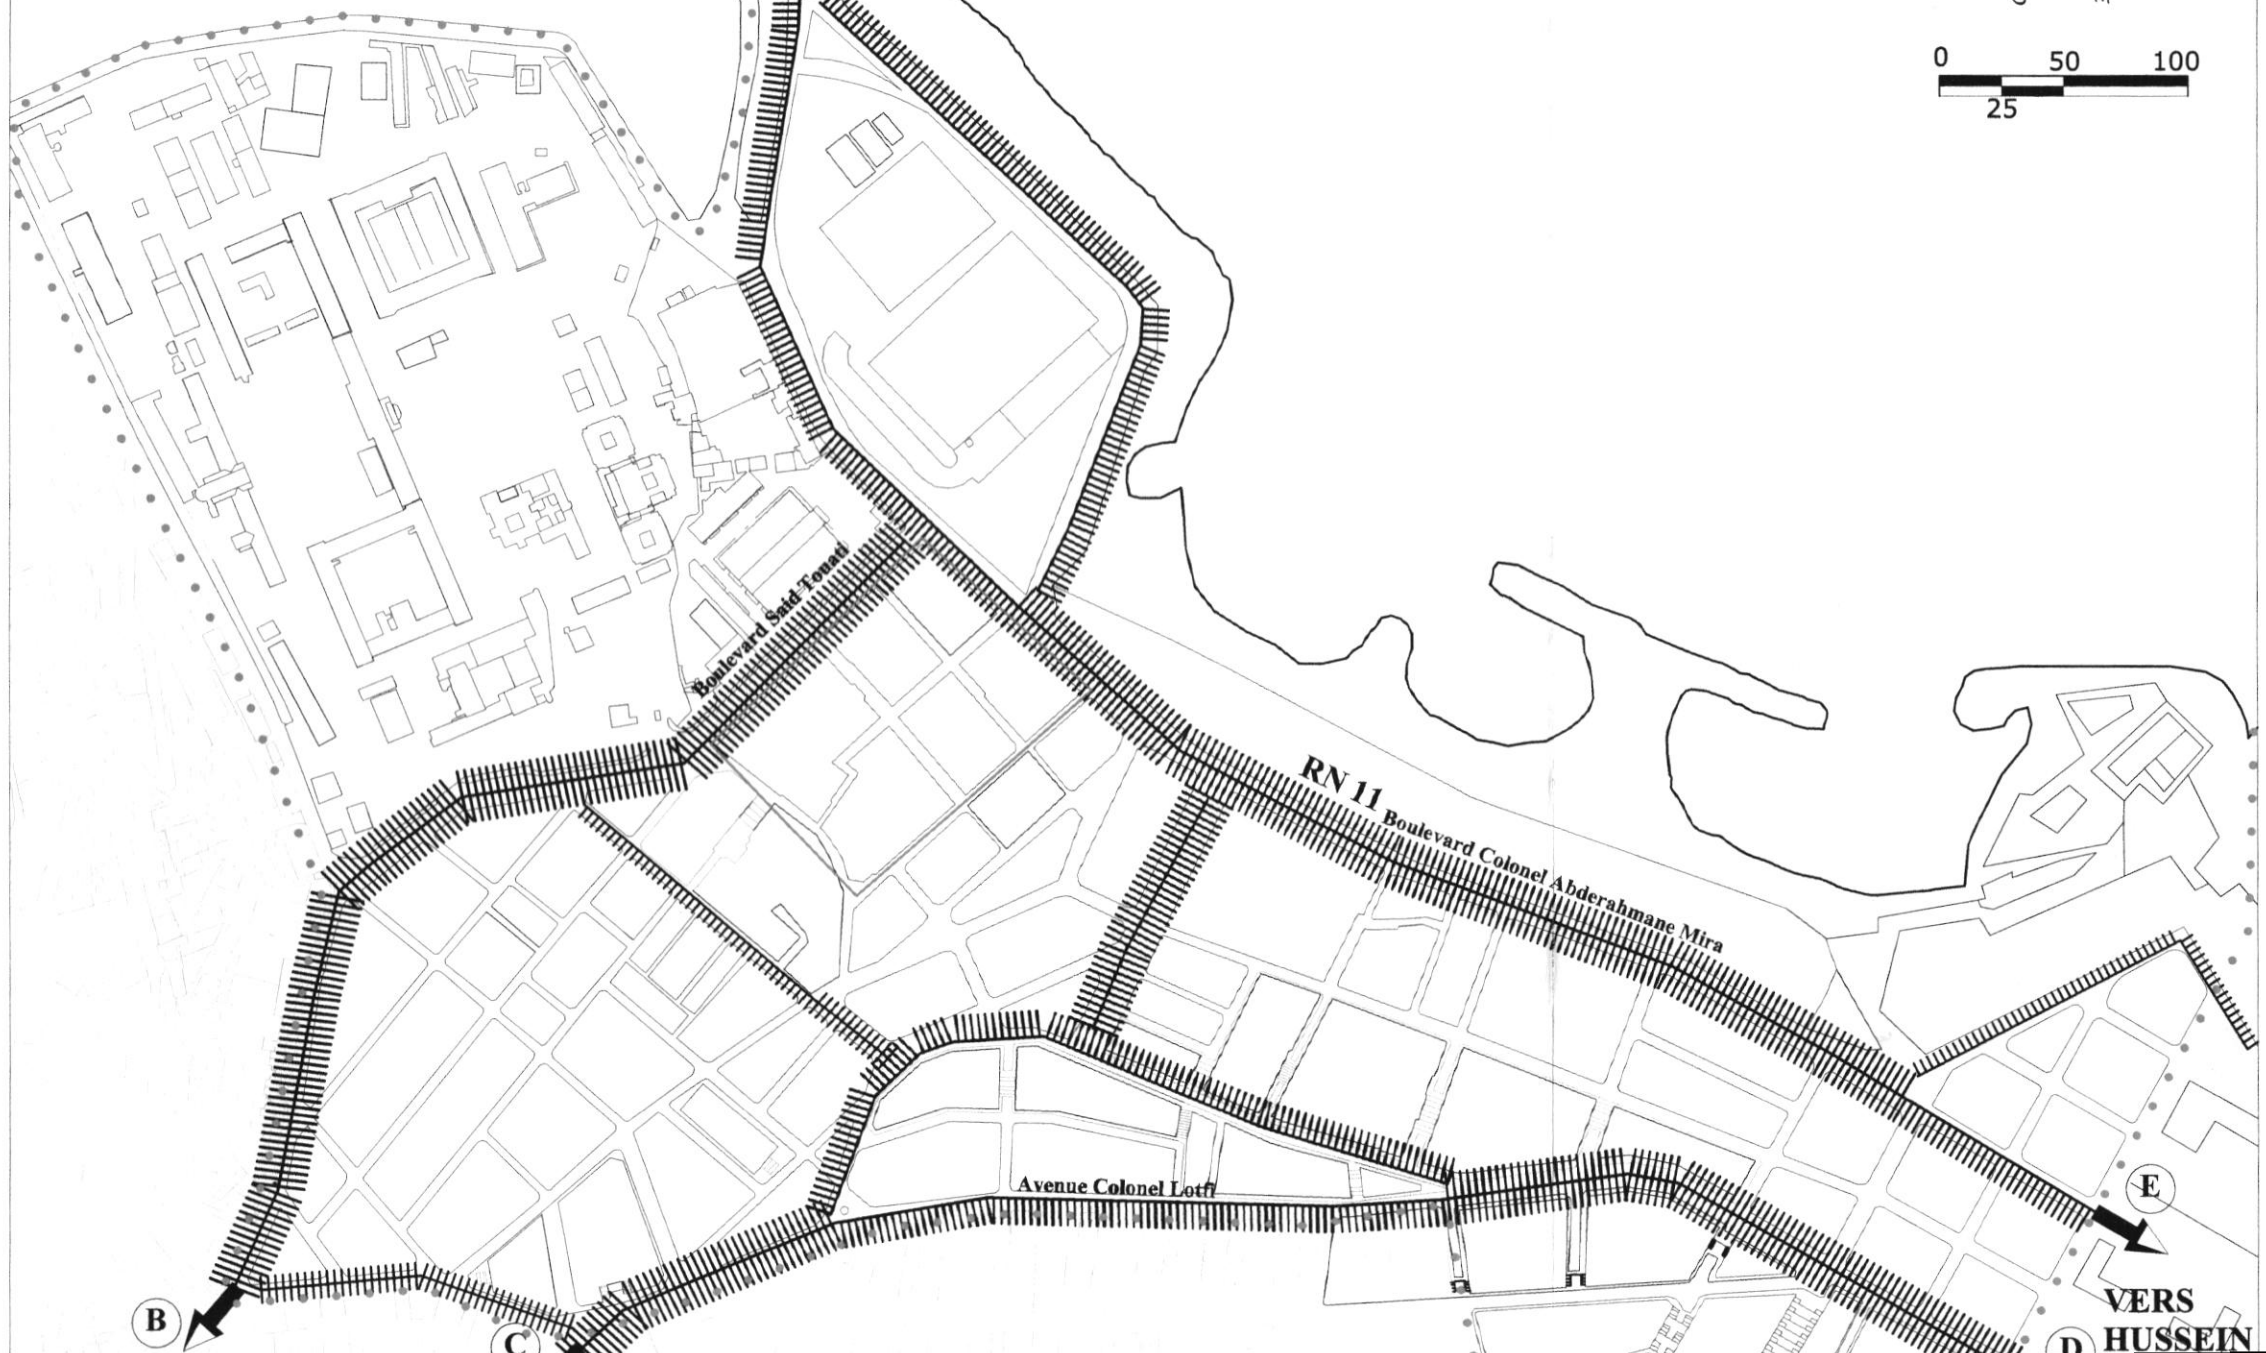 0 50 100
25
Boulevard Said Touati
RN 11
Boulevard Colonel Abderahmane Mira
Avenue Colonel Lotfi
E
VERS
HUSSEIN
B
C
D